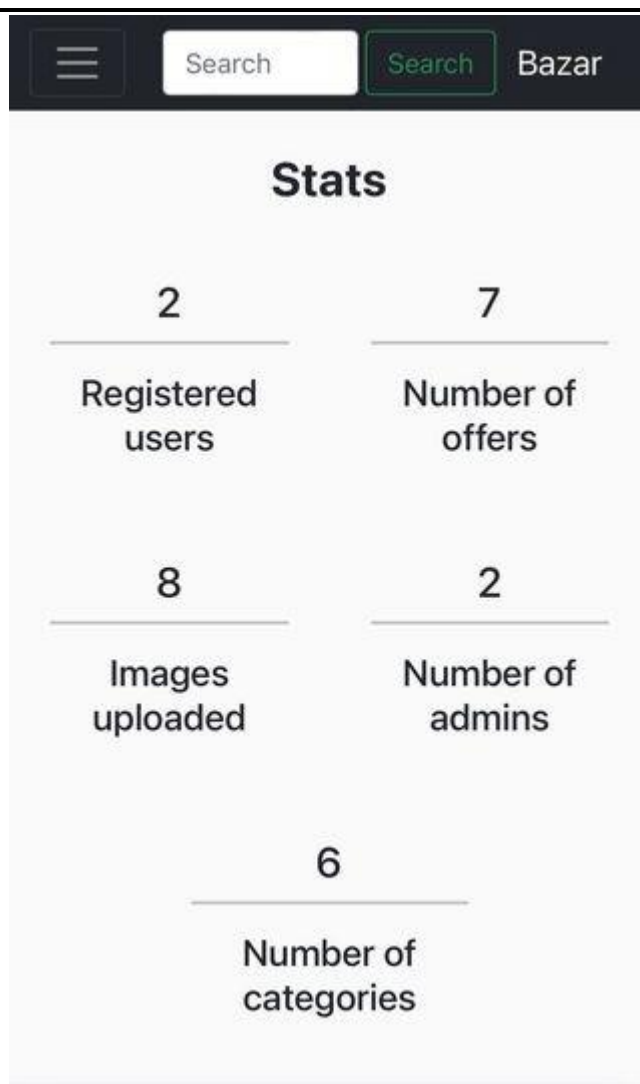 Search Search Bazar
Stats
2
Registered
users
7
Number of
offers
8
Images
uploaded
2
Number of
admins
6
Number of
categories